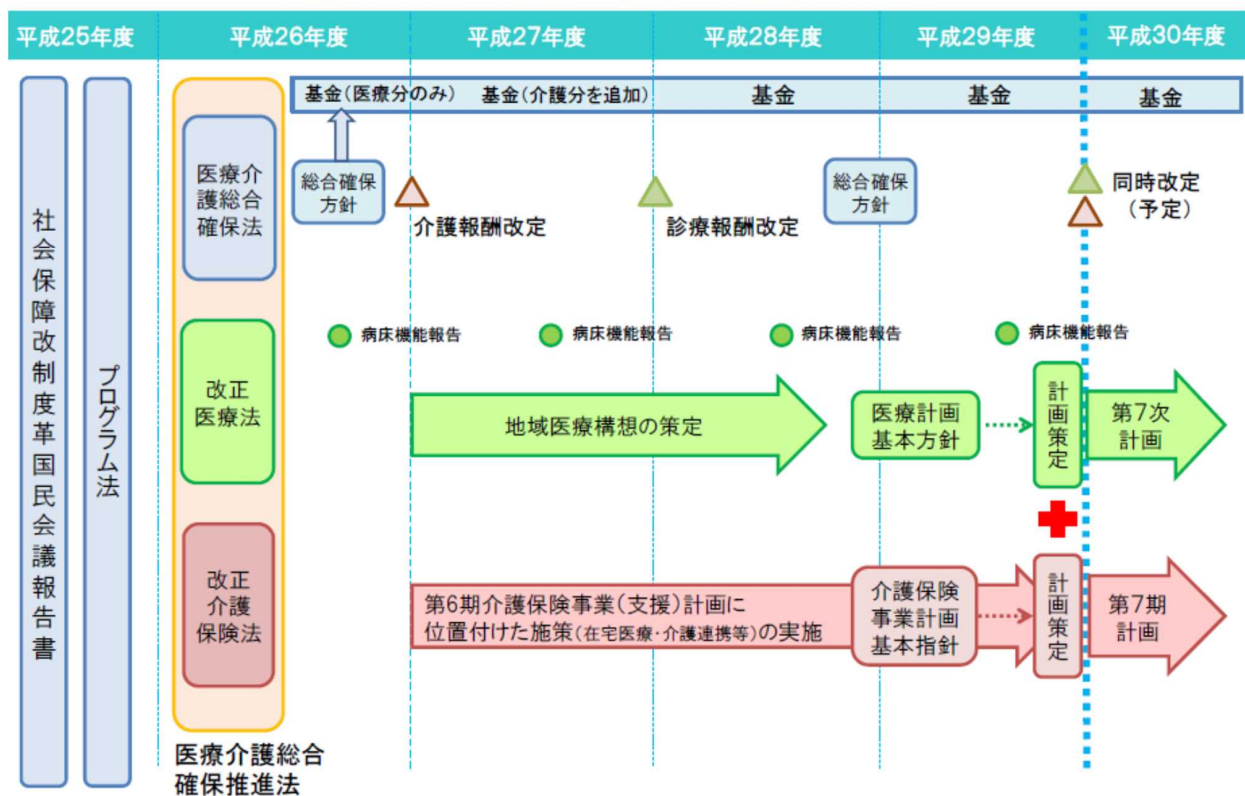 平成25年度
平成26年度
平成27年度
平成28年度
平成29年度
平成30年度
基金(医療分のみ)
基金(介護分を追加)
基金
基金
基金
社会保障改制度革国民会議報告書
プログラム法
医療介
護総合
確保法
総合確保
方針
介護報酬改定
診療報酬改定
総合確保
方針
同時改定
(予定)
病床機能報告
病床機能報告
病床機能報告
病床機能報告
改正
医療法
地域医療構想の策定
医療計画
基本方針
計画策定
第7次
計画
改正
介護
保険法
第6期介護保険事業(支援)計画に
位置付けた施策(在宅医療・介護連携等)の実施
介護保険
事業計画
基本指針
計画策定
第7期
計画
医療介護総合
確保推進法